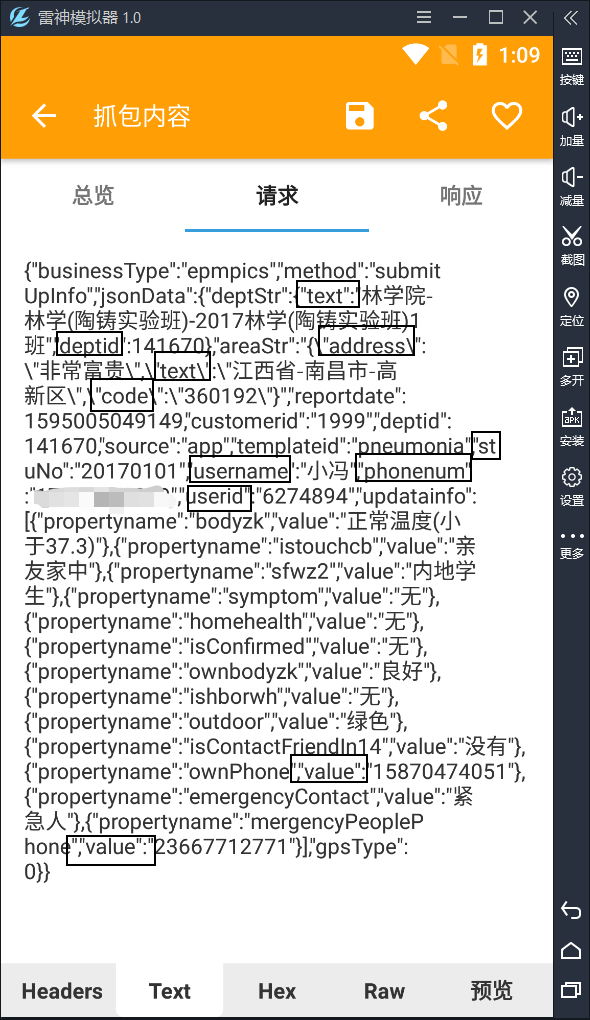 雷神模拟器 1.0
1:09
抓包内容
总览
请求
响应
{"businessType":"epmpics","method":"submit
UpInfo","jsonData":{"deptStr":{"text":"林学院-
林学(陶铸实验班)-2017林学(陶铸实验班)1
班","deptid":141670},"areaStr":"{\"address\":
\"非常富贵\",\"text\":\"江西省-南昌市-高
新区\",\"code\":\"360192\"}","reportdate":
1595005049149,"customerid":"1999","deptid":
141670,"source":"app","templateid":"pneumonia","st
uNo":"20170101","username":"小冯","phonenum"
","userid":"6274894","updatainfo":
[{"propertyname":"bodyzk","value":"正常温度(小
于37.3)"},{"propertyname":"istouchcb","value":"亲
友家中"},{"propertyname":"sfwz2","value":"内地学
生"},{"propertyname":"symptom","value":"无"},
{"propertyname":"homehealth","value":"无"},
{"propertyname":"isConfirmed","value":"无"},
{"propertyname":"ownbodyzk","value":"良好"},
{"propertyname":"ishborwh","value":"无"},
{"propertyname":"outdoor","value":"绿色"},
{"propertyname":"isContactFriendIn14","value":"没有"},
{"propertyname":"ownPhone","value":"15870474051"},
{"propertyname":"emergencyContact","value":"紧
急人"},{"propertyname":"mergencyPeopleP
hone","value":"23667712771"}],"gpsType":
0}}
Headers
Text
Hex
Raw
预览
按键
加量
减量
截图
定位
多开
安装
设置
更多